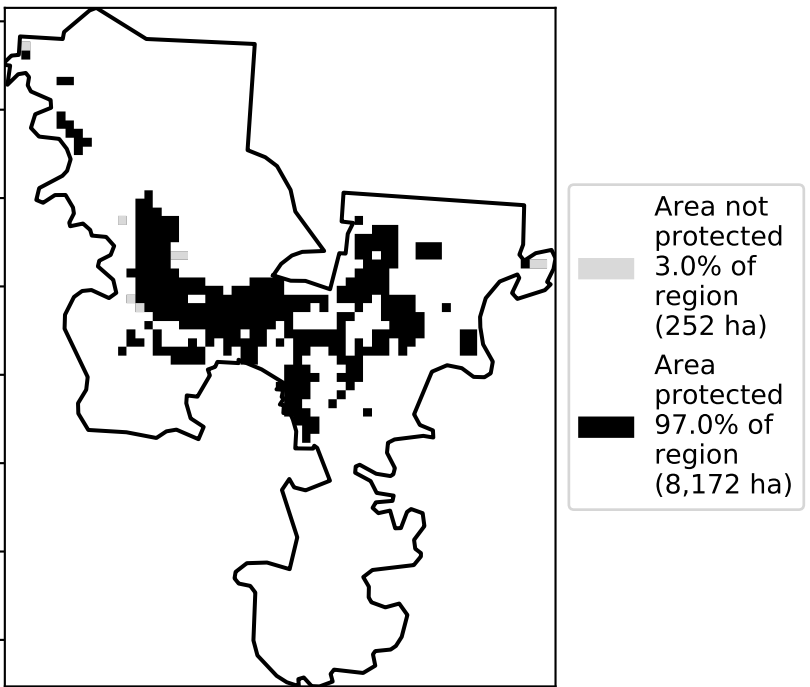 Area not
protected
3.0% of
region
(252 ha)
Area
protected
97.0% of
region
(8,172 ha)